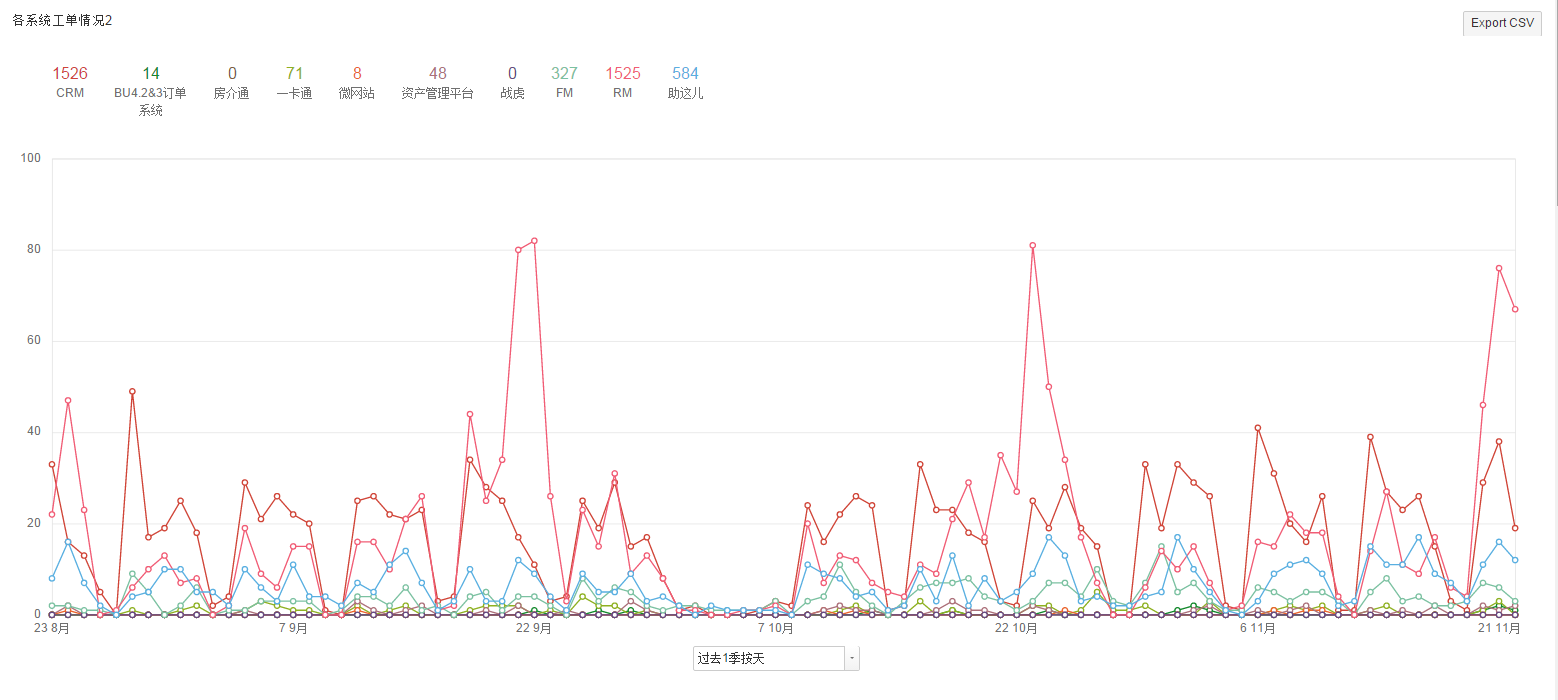 各系统工单情况2
Export CSV
1526 14 0 71 8 48 0 327 1525 584
CRM BU4.2&3订单 房介通 一卡通 微网站 资产管理平台 战虎 FM RM 助这儿
系统
100
80
60
40
20
0
23 8月 7 9月 22 9月 7 10月 22 10月 6 11月 21 11月
过去1季按天